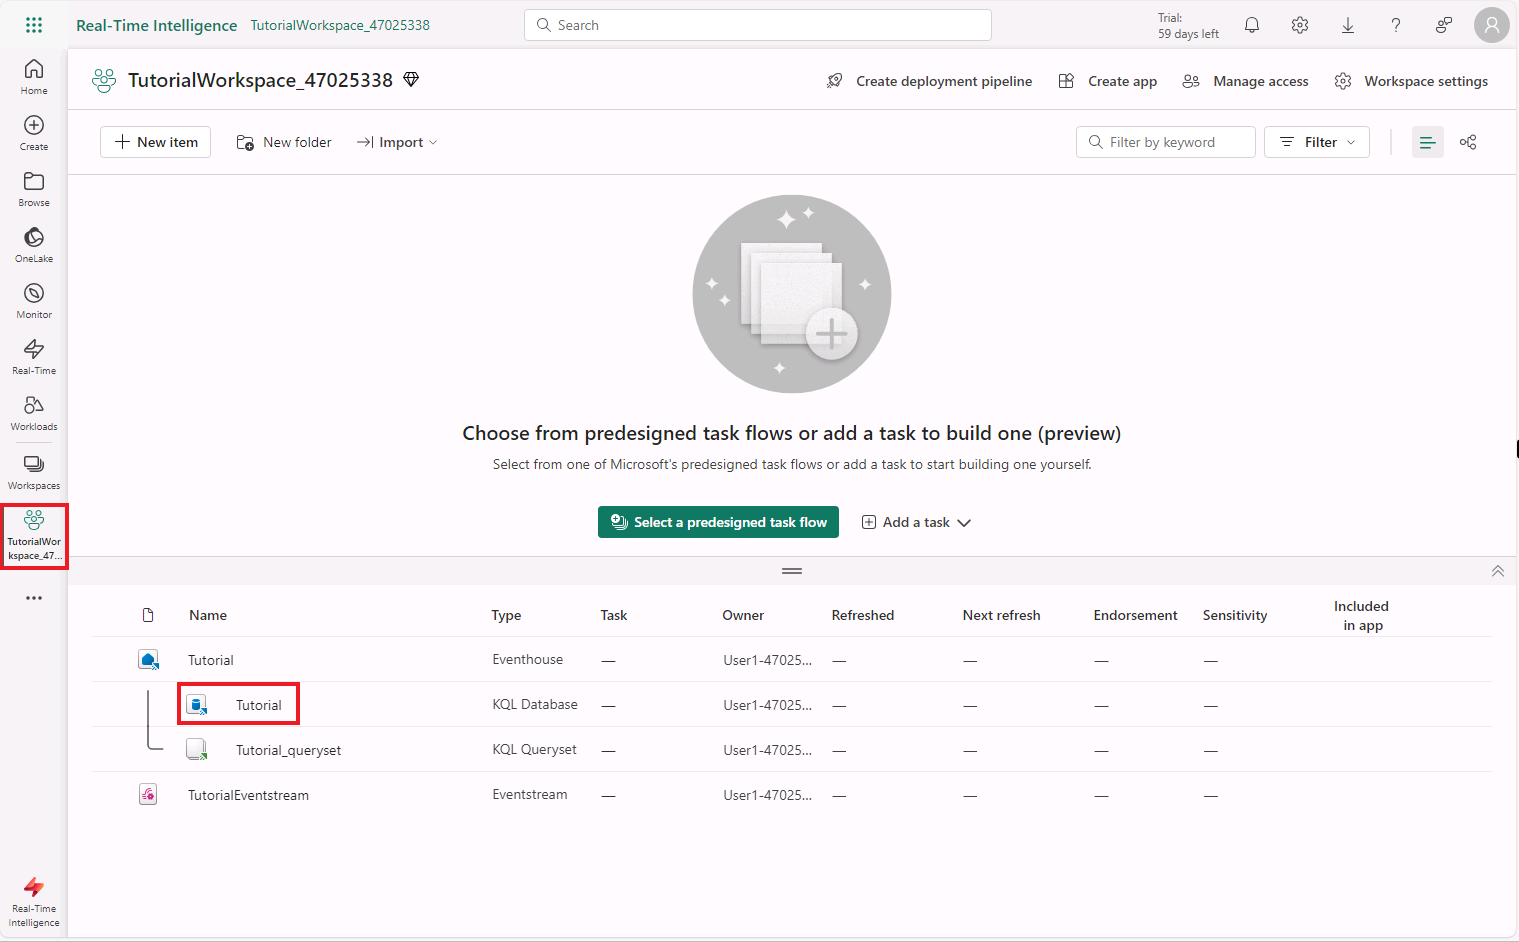 Real-Time Intelligence TutorialWorkspace_47025338
Search
Trial:
59 days left
Home
Create
Browse
OneLake
Monitor
Real-Time
Workloads
Workspaces
TutorialWor
kspace_47...
Real-Time
Intelligence
TutorialWorkspace_47025338
Create deployment pipeline Create app Manage access Workspace settings
New item New folder Import
Filter by keyword Filter
Choose from predesigned task flows or add a task to build one (preview)
Select from one of Microsoft's predesigned task flows or add a task to start building one yourself.
Select a predesigned task flow Add a task
Name Type Task Owner Refreshed Next refresh Endorsement Sensitivity Included
in app
Tutorial Eventhouse — User1-47025... — — — —
Tutorial KQL Database — User1-47025... — — — —
Tutorial_queryset KQL Queryset — User1-47025... — — — —
TutorialEventstream Eventstream — User1-47025... — — — —